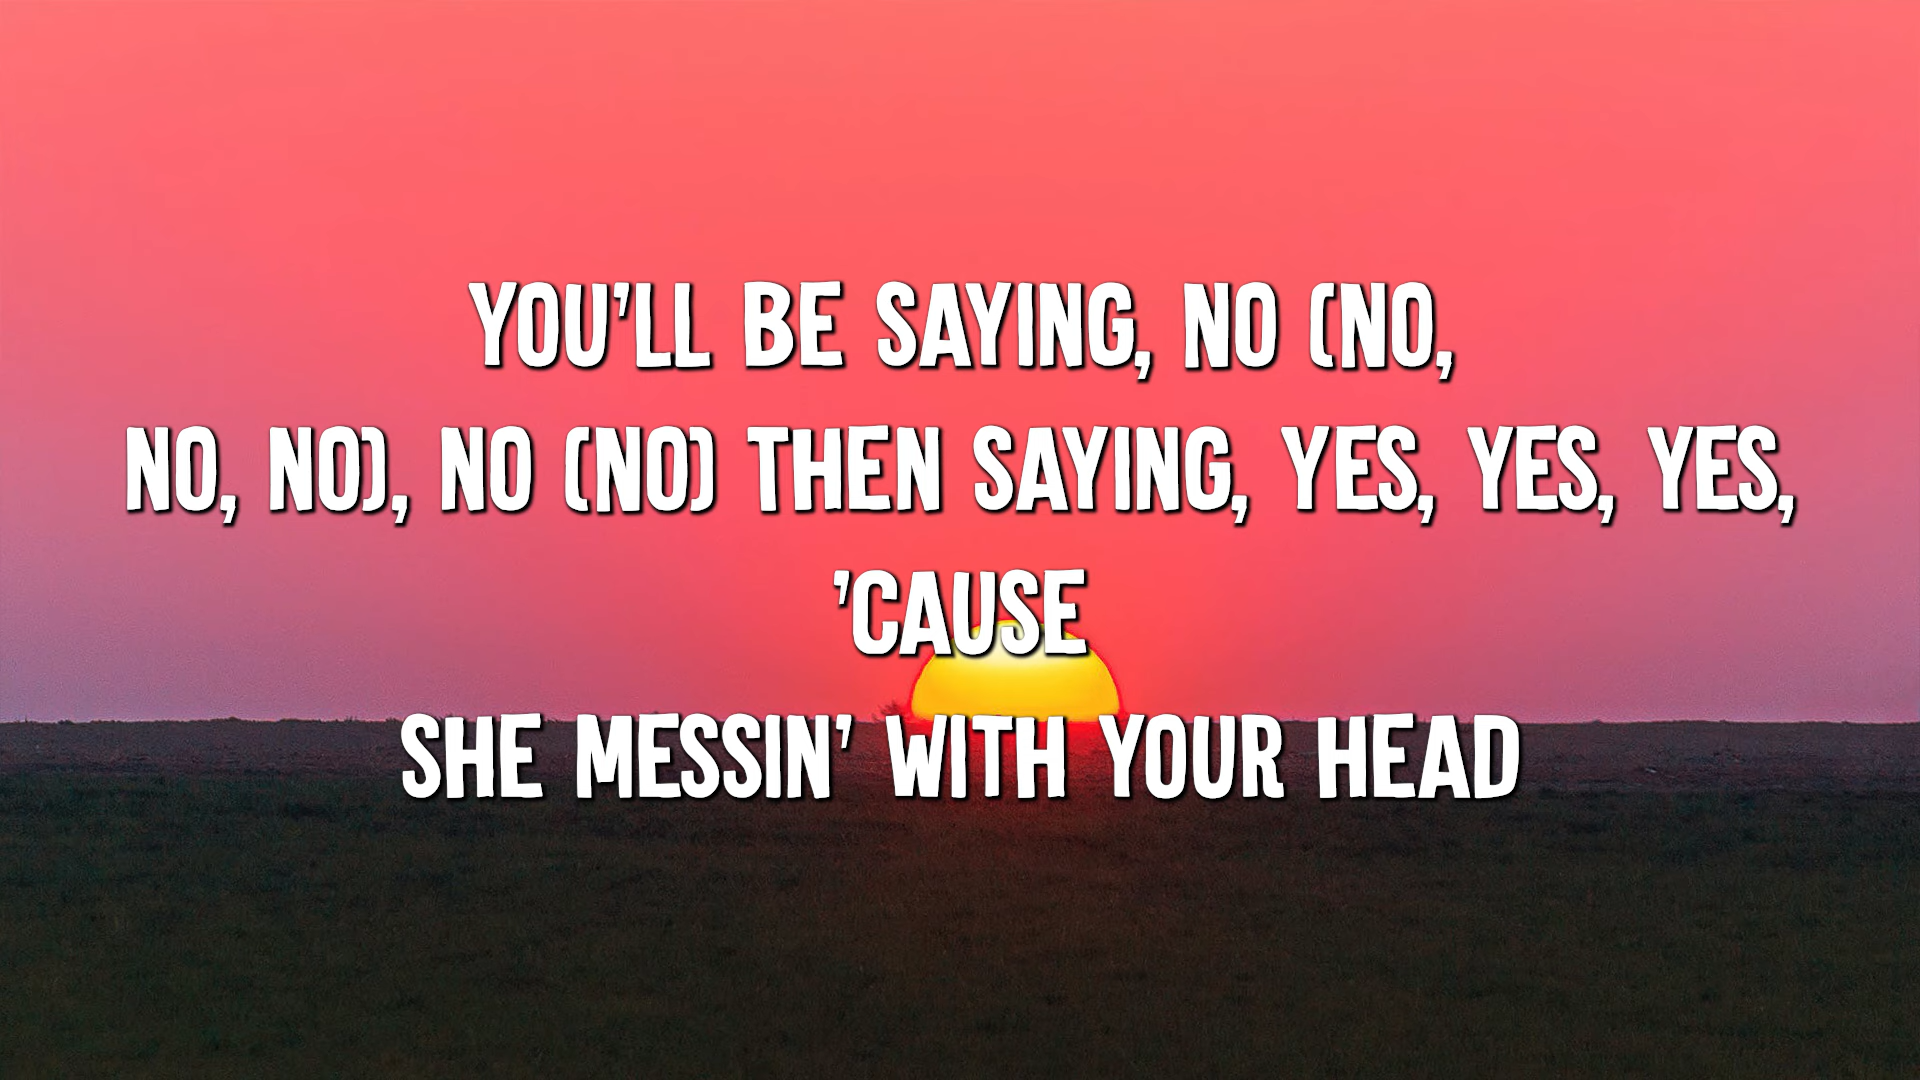 YOU'LL BE SAYING, NO (NO,
NO, NO), NO (NO) THEN SAYING, YES, YES, YES,
'CAUSE
SHE MESSIN' WITH YOUR HEAD